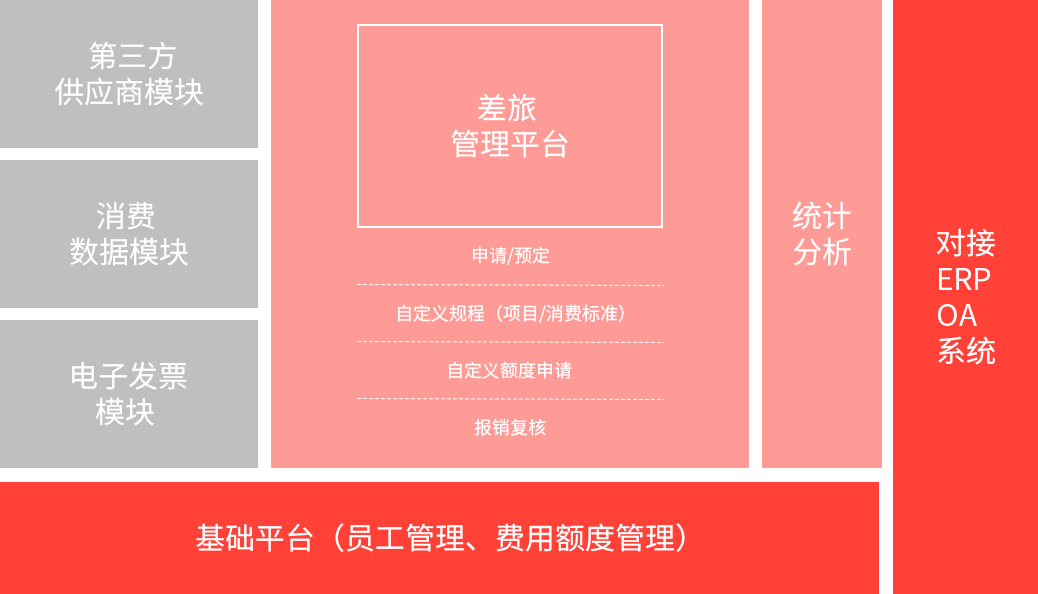 第三方
供应商模块
消费
数据模块
电子发票
模块
差旅
管理平台
申请/预定
自定义规程（项目/消费标准）
自定义额度申请
报销复核
统计
分析
对接
ERP
OA
系统
基础平台（员工管理、费用额度管理）